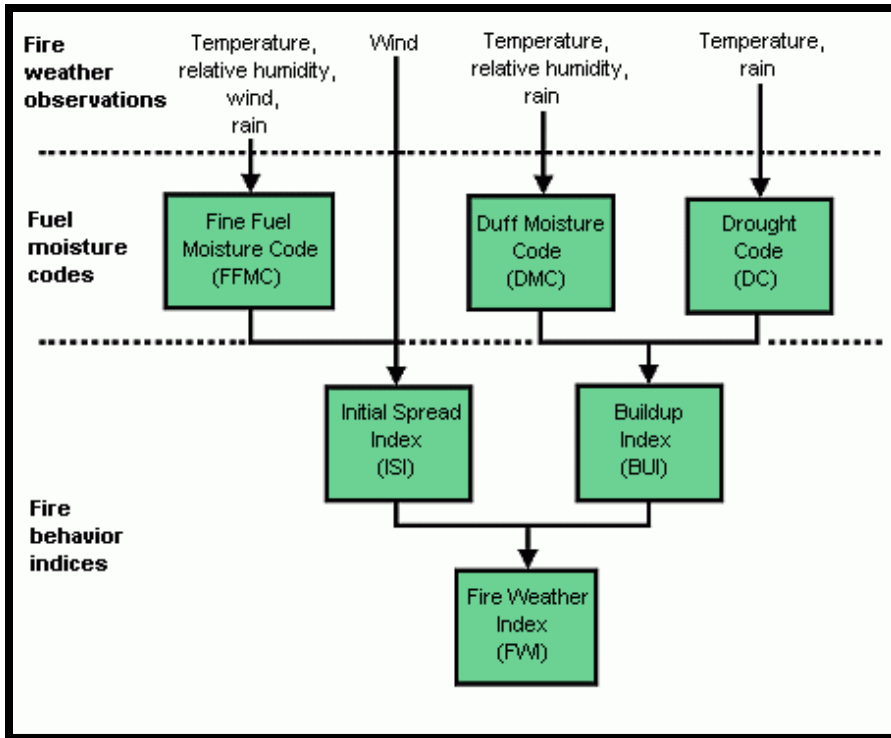 Fire
weather
observations
Temperature,
relative humidity,
wind,
rain
Wind
Temperature,
relative humidity,
rain
Temperature,
rain
Fuel
moisture
codes
Fine Fuel
Moisture Code
(FFMC)
Duff Moisture
Code
(DMC)
Drought
Code
(DC)
Fire
behavior
indices
Initial Spread
Index
(ISI)
Buildup
Index
(BUI)
Fire Weather
Index
(FWI)